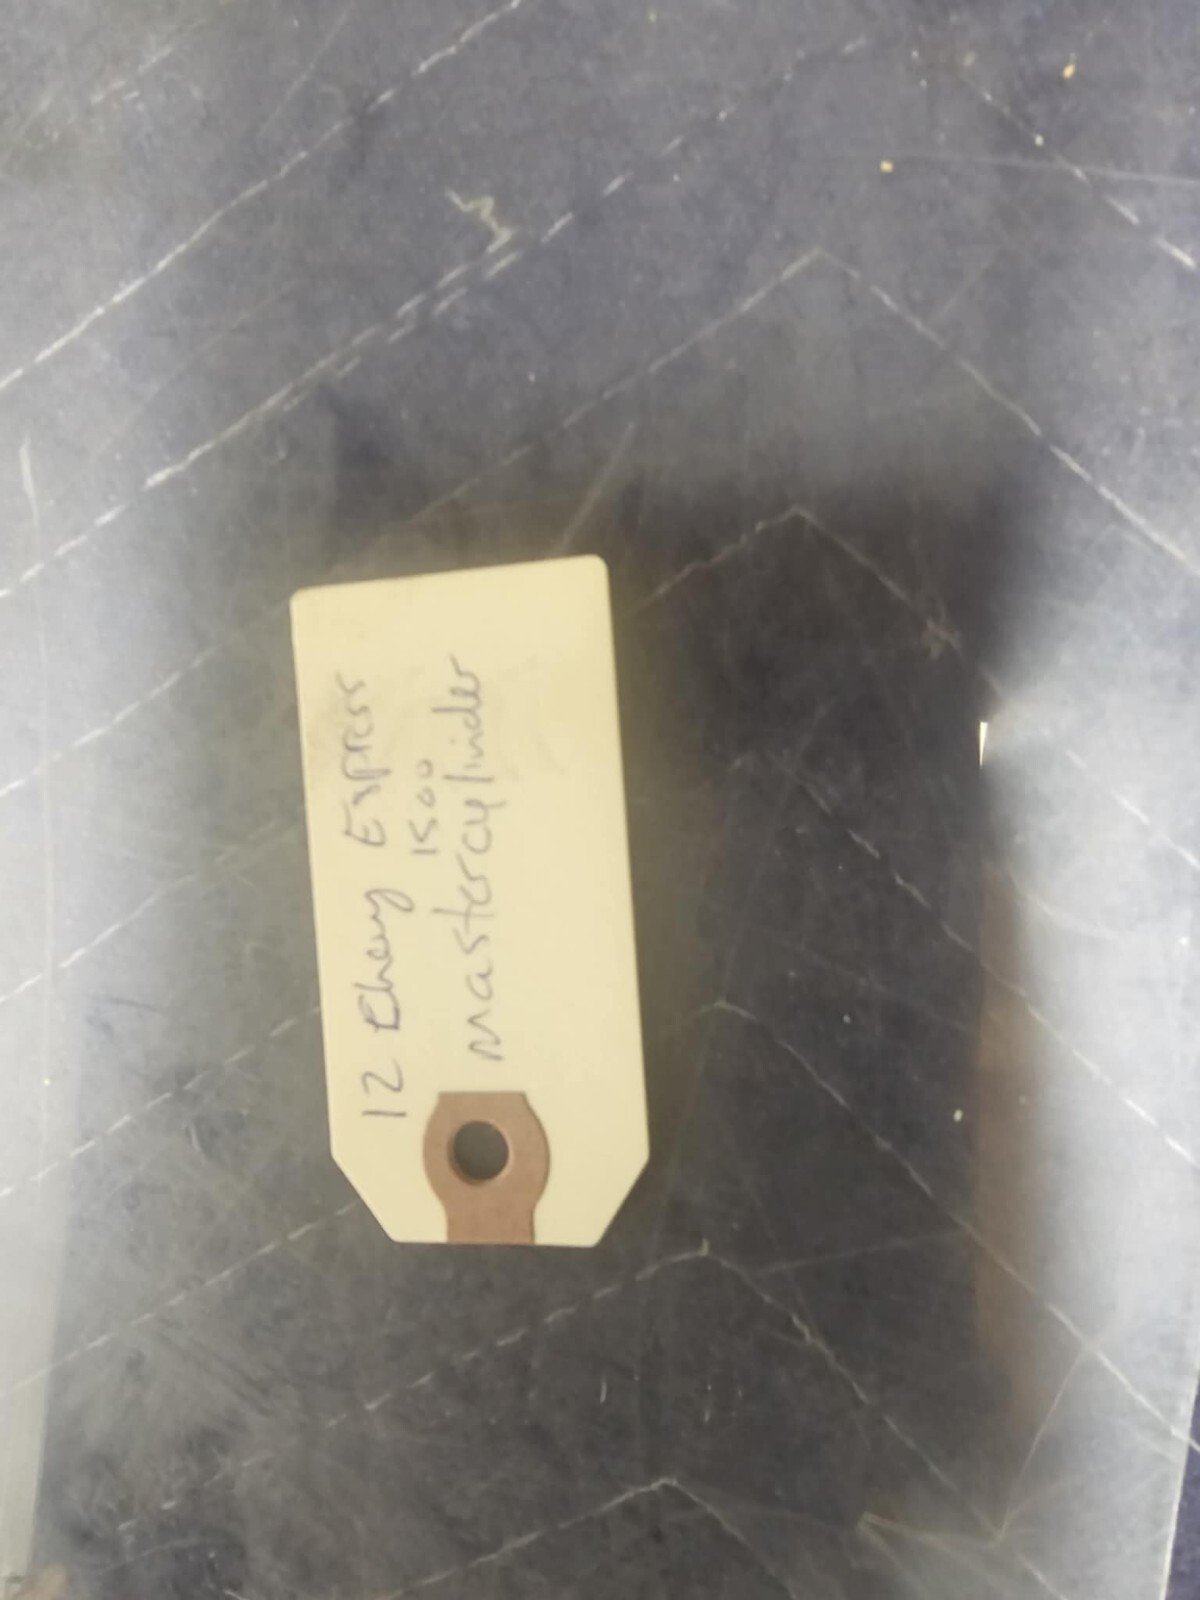 12 Chevy Express
1500
Mastercylinder